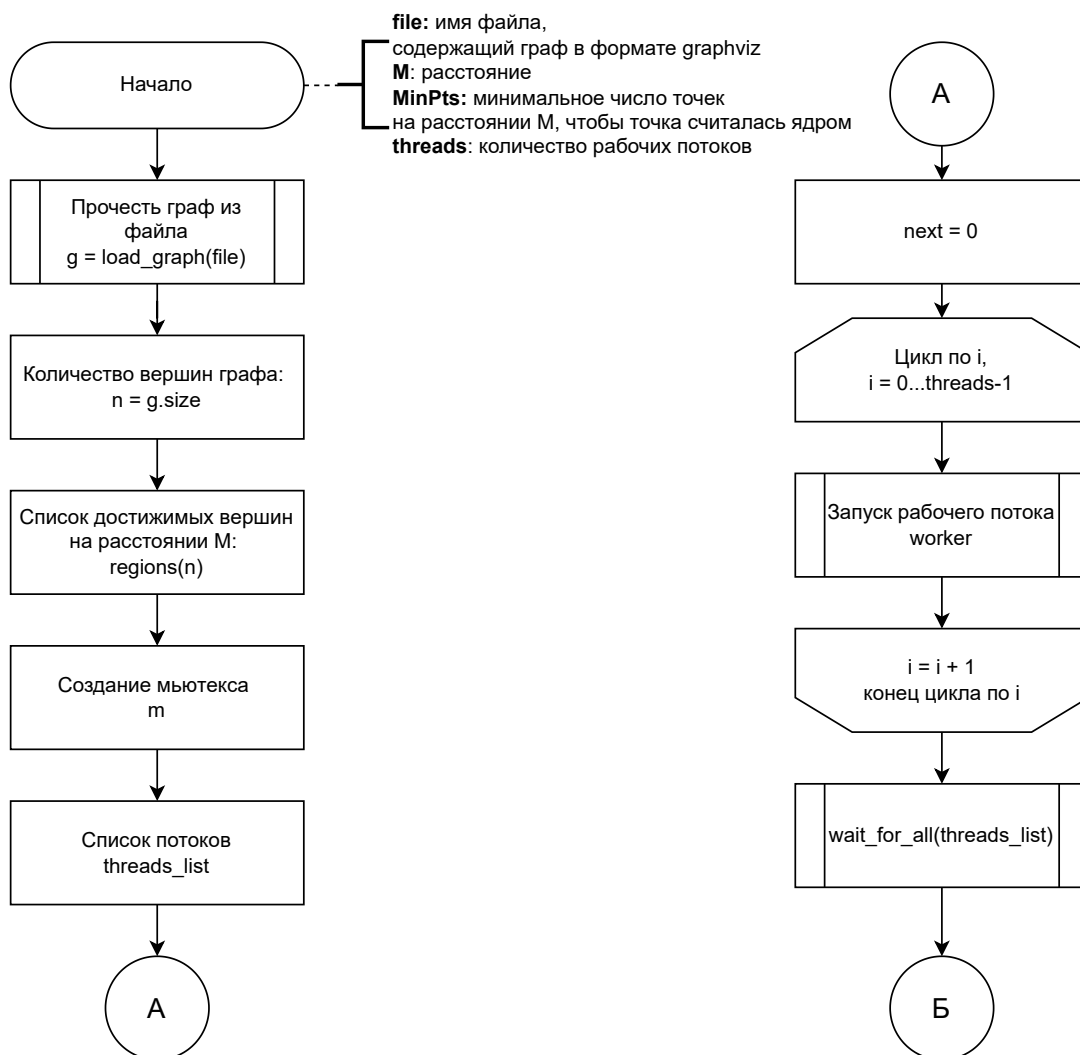 Начало
file: имя файла,
содержащий граф в формате graphviz
M: расстояние
MinPts: минимальное число точек
на расстоянии M, чтобы точка считалась ядром
threads: количество рабочих потоков
Прочесть граф из
файла
g = load_graph(file)
Количество вершин графа:
n = g.size
Список достижимых вершин
на расстоянии M:
regions(n)
Создание мьютекса
m
Список потоков
threads_list
А
А
next = 0
Цикл по i,
i = 0...threads-1
Запуск рабочего потока
worker
i = i + 1
конец цикла по i
wait_for_all(threads_list)
Б